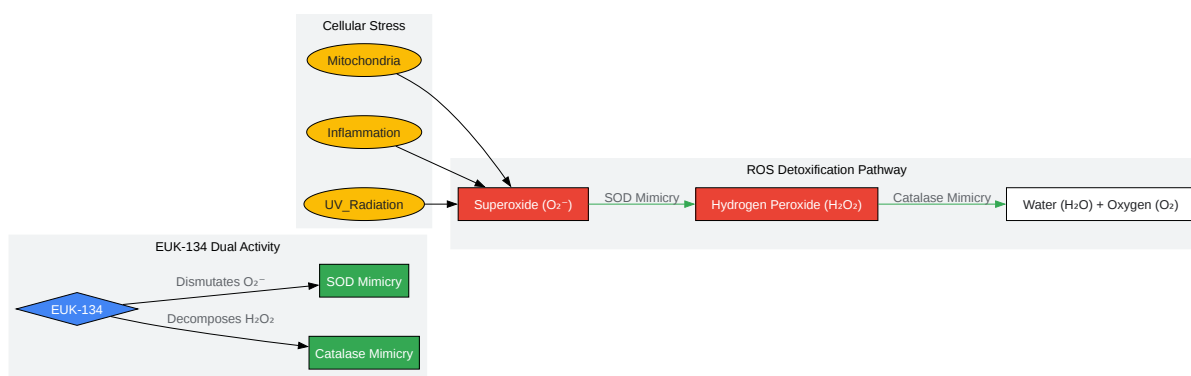 Cellular Stress
Mitochondria
Inflammation
UV_Radiation
ROS Detoxification Pathway
Superoxide (O₂⁻)
SOD Mimicry
Hydrogen Peroxide (H₂O₂)
Catalase Mimicry
Water (H₂O) + Oxygen (O₂)
EUK-134 Dual Activity
EUK-134
Dismutates O₂⁻
SOD Mimicry
Decomposes H₂O₂
Catalase Mimicry